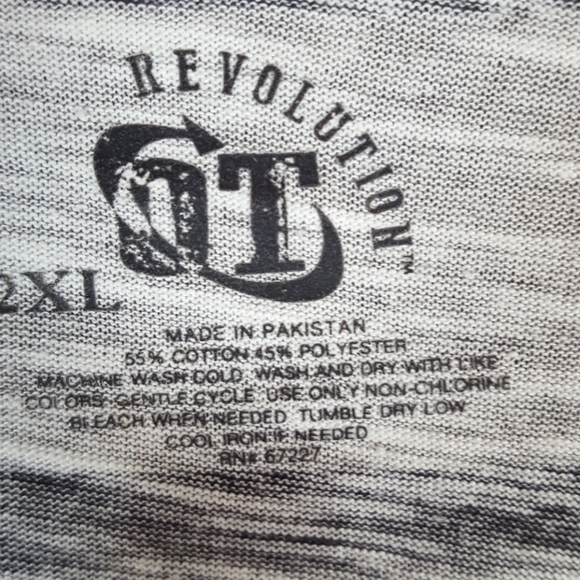 REVOLUTION™
OT
2XL
MADE IN PAKISTAN
55% COTTON 45% POLYESTER
MACHINE WASH COLD WASH AND DRY WITH LIKE
COLORS GENTLE CYCLE USE ONLY NON-CHLORINE
BLEACH WHEN NEEDED TUMBLE DRY LOW
COOL IRON IF NEEDED
RN# 67227